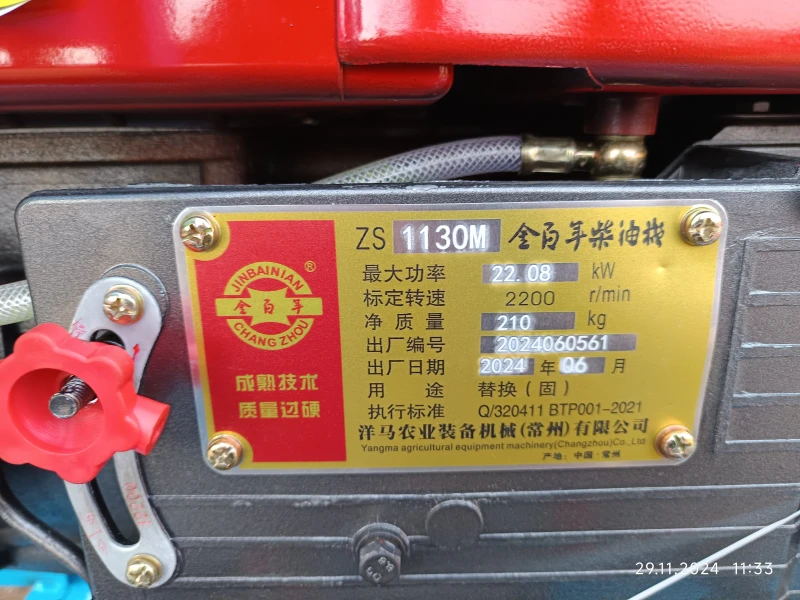 ZS 1130M 金百年柴油机
最大功率 22.08 kW
标定转速 2200 r/min
净质量 210 kg
出厂编号 2024060561
出厂日期 2024 年 06 月
用 途 替换(固)
执行标准 Q/320411 BTP001-2021
洋马农业装备机械(常州)有限公司
Yangma agricultural equipment machinery(Changzhou)Co.,Ltd
产地:中国·常州
JINBAINIAN ®
金百年
CHANG ZHOU
成熟技术
质量过硬
29.11.2024 11:33